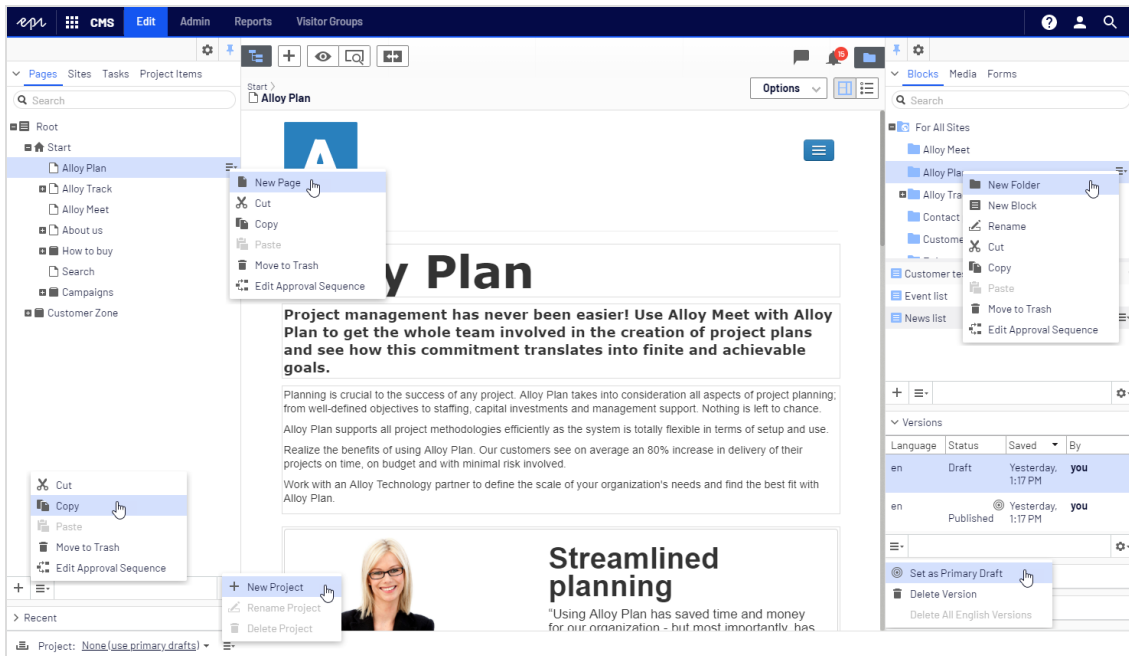 epi CMS Edit Admin Reports Visitor Groups
Pages Sites Tasks Project Items
Search
Root
Start
Alloy Plan
Alloy Track
Alloy Meet
About us
How to buy
Search
Campaigns
Customer Zone
New Page
Cut
Copy
Paste
Move to Trash
Edit Approval Sequence
Cut
Copy
Paste
Move to Trash
Edit Approval Sequence
Recent
Project: None (use primary drafts)
New Project
Rename Project
Delete Project
15
Start
Alloy Plan
Options
A
y Plan
Project management has never been easier! Use Alloy Meet with Alloy
Plan to get the whole team involved in the creation of project plans
and see how this commitment translates into finite and achievable
goals.
Planning is crucial to the success of any project. Alloy Plan takes into consideration all aspects of project planning;
from well-defined objectives to staffing, capital investments and management support. Nothing is left to chance.
Alloy Plan supports all project methodologies efficiently as the system is totally flexible in terms of setup and use.
Realize the benefits of using Alloy Plan. Our customers see on average an 80% increase in delivery of their
projects on time, on budget and with minimal risk involved.
Work with an Alloy Technology partner to define the scale of your organization's needs and find the best fit with
Alloy Plan.
Streamlined
planning
"Using Alloy Plan has saved time and money
for our organization - but most importantly, has
Blocks Media Forms
Search
For All Sites
Alloy Meet
Alloy Pla
Alloy Tra
Contact
Custome
Customer te
Event list
News list
New Folder
New Block
Rename
Cut
Copy
Paste
Move to Trash
Edit Approval Sequence
Versions
Language Status Saved By
en Draft Yesterday, you
1:17 PM
en Yesterday, you
Published 1:17 PM
Set as Primary Draft
Delete Version
Delete All English Versions